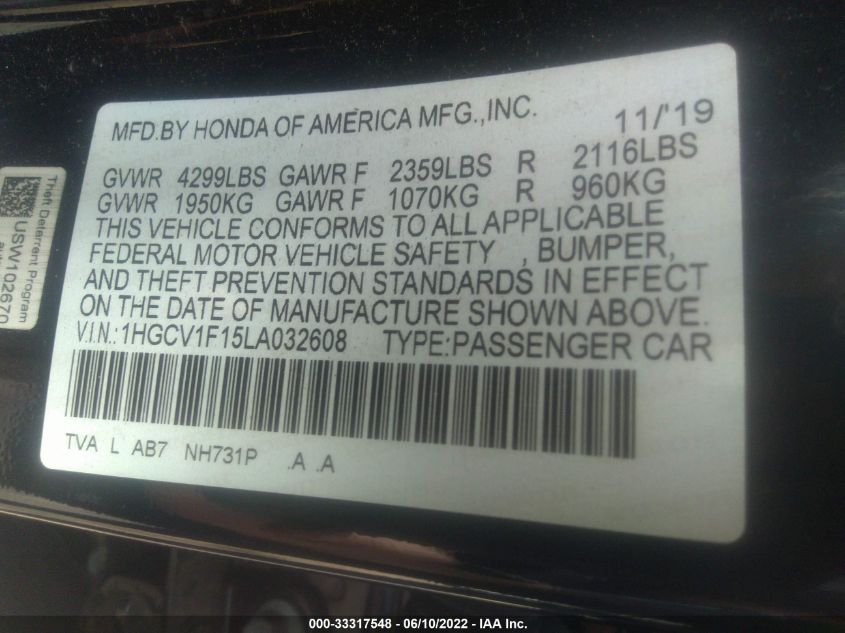 MFD.BY HONDA OF AMERICA MFG.,INC. 11/'19
GVWR 4299LBS GAWR F 2359LBS R 2116LBS
GVWR 1950KG GAWR F 1070KG R 960KG
THIS VEHICLE CONFORMS TO ALL APPLICABLE
FEDERAL MOTOR VEHICLE SAFETY , BUMPER,
AND THEFT PREVENTION STANDARDS IN EFFECT
ON THE DATE OF MANUFACTURE SHOWN ABOVE.
V.I.N.:1HGCV1F15LA032608 TYPE:PASSENGER CAR
TVA L AB7 NH731P .A .A
Theft Deterrent Program
USW102670
000-33317548 - 06/10/2022 - IAA Inc.